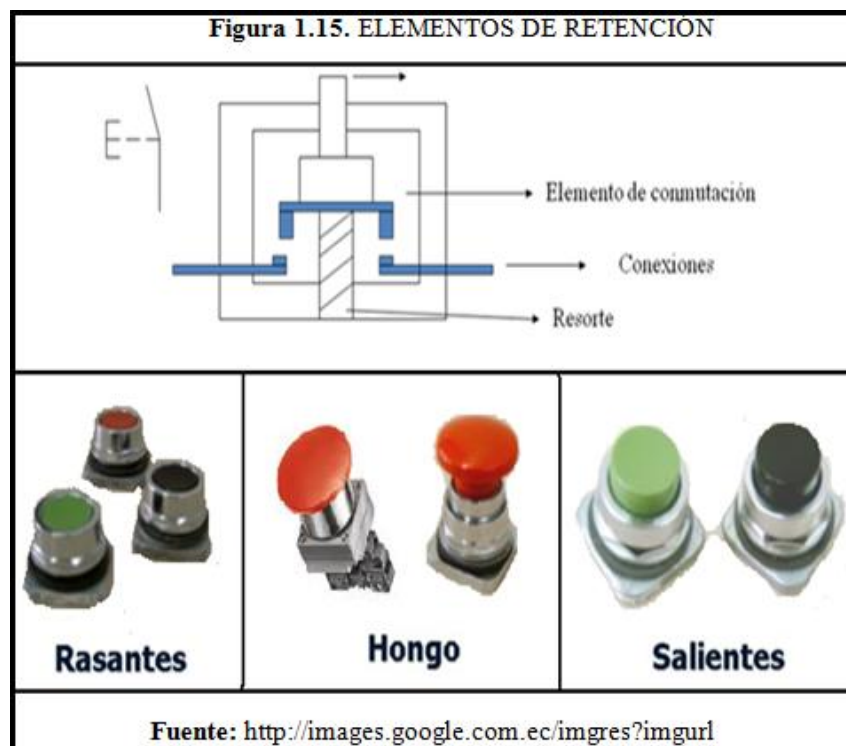 Figura 1.15. ELEMENTOS DE RETENCIÓN
Elemento de conmutación
Conexiones
Resorte
Rasantes
Hongo
Salientes
Fuente: http://images.google.com.ec/imgres?imgurl